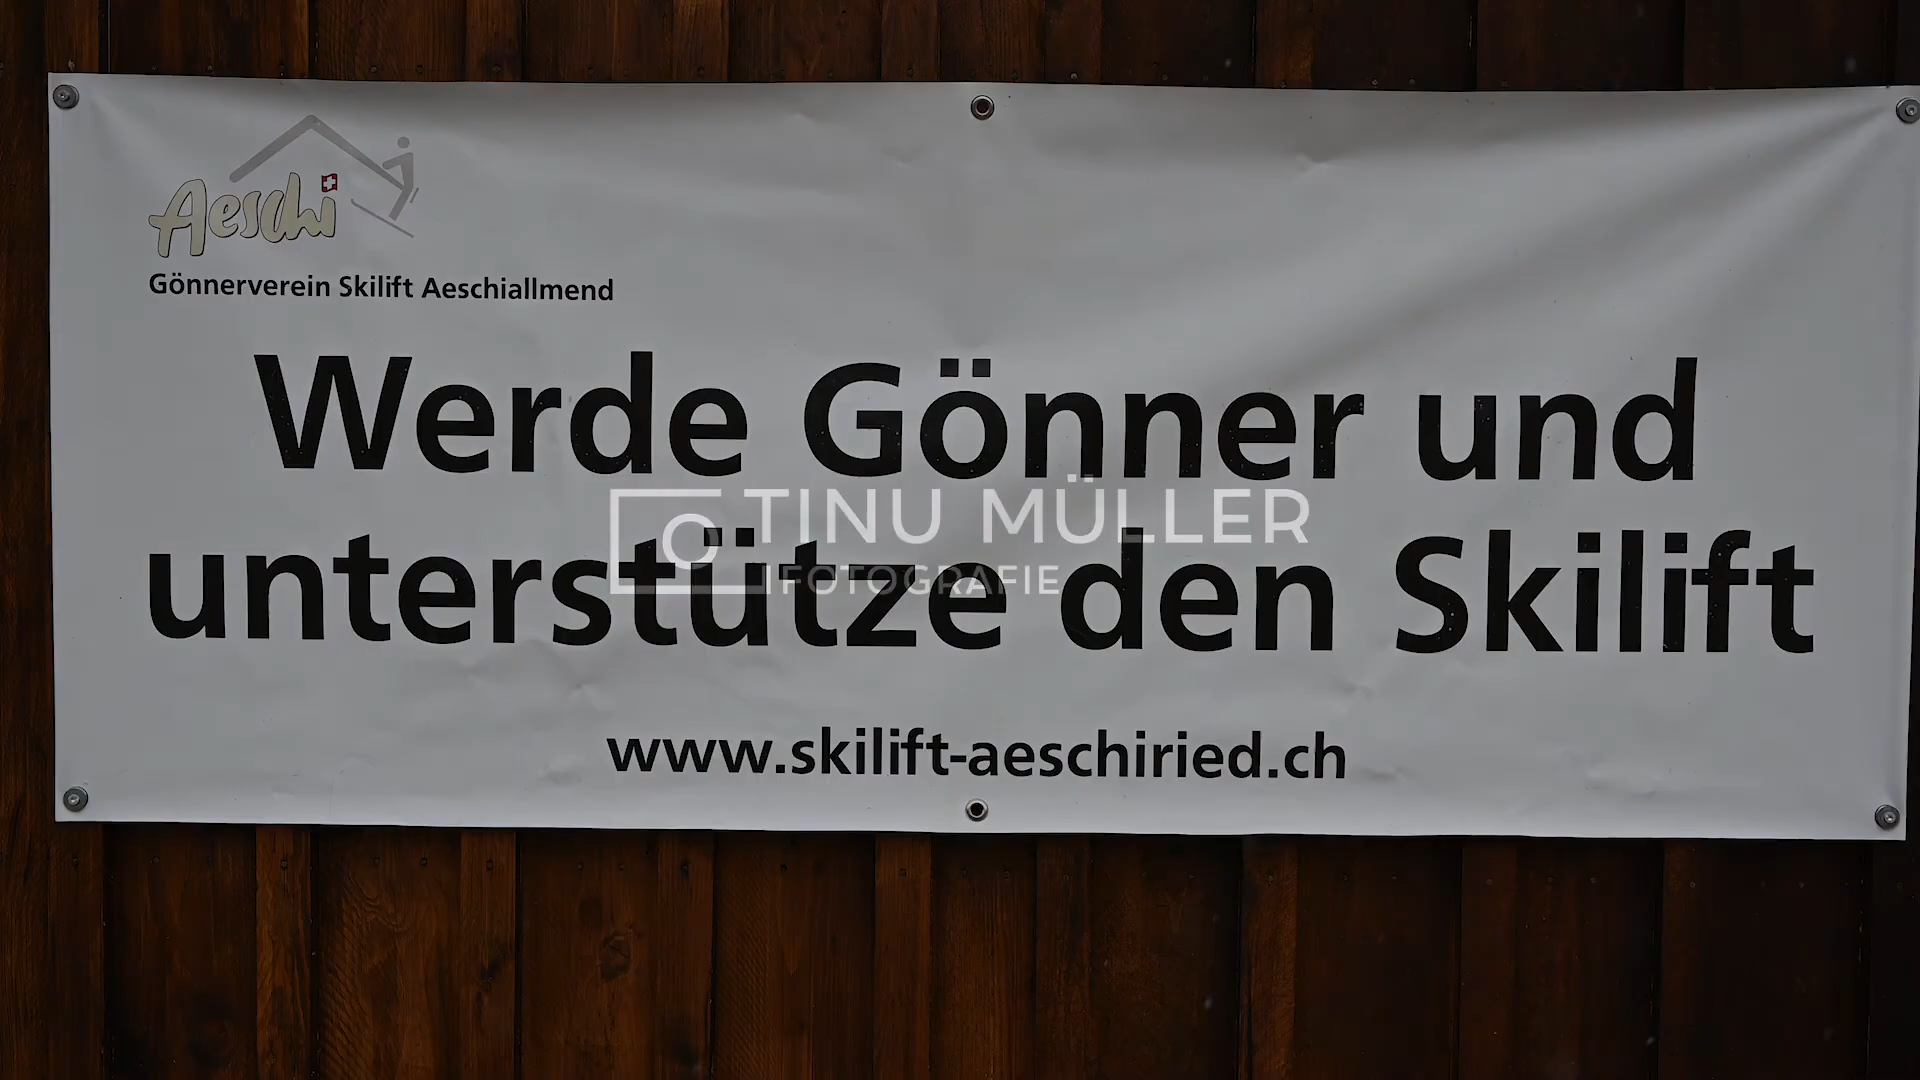 Aeschi
Gönnerverein Skilift Aeschiallmend
Werde Gönner und
TINU MÜLLER
FOTOGRAFIE
unterstütze den Skilift
www.skilift-aeschiried.ch